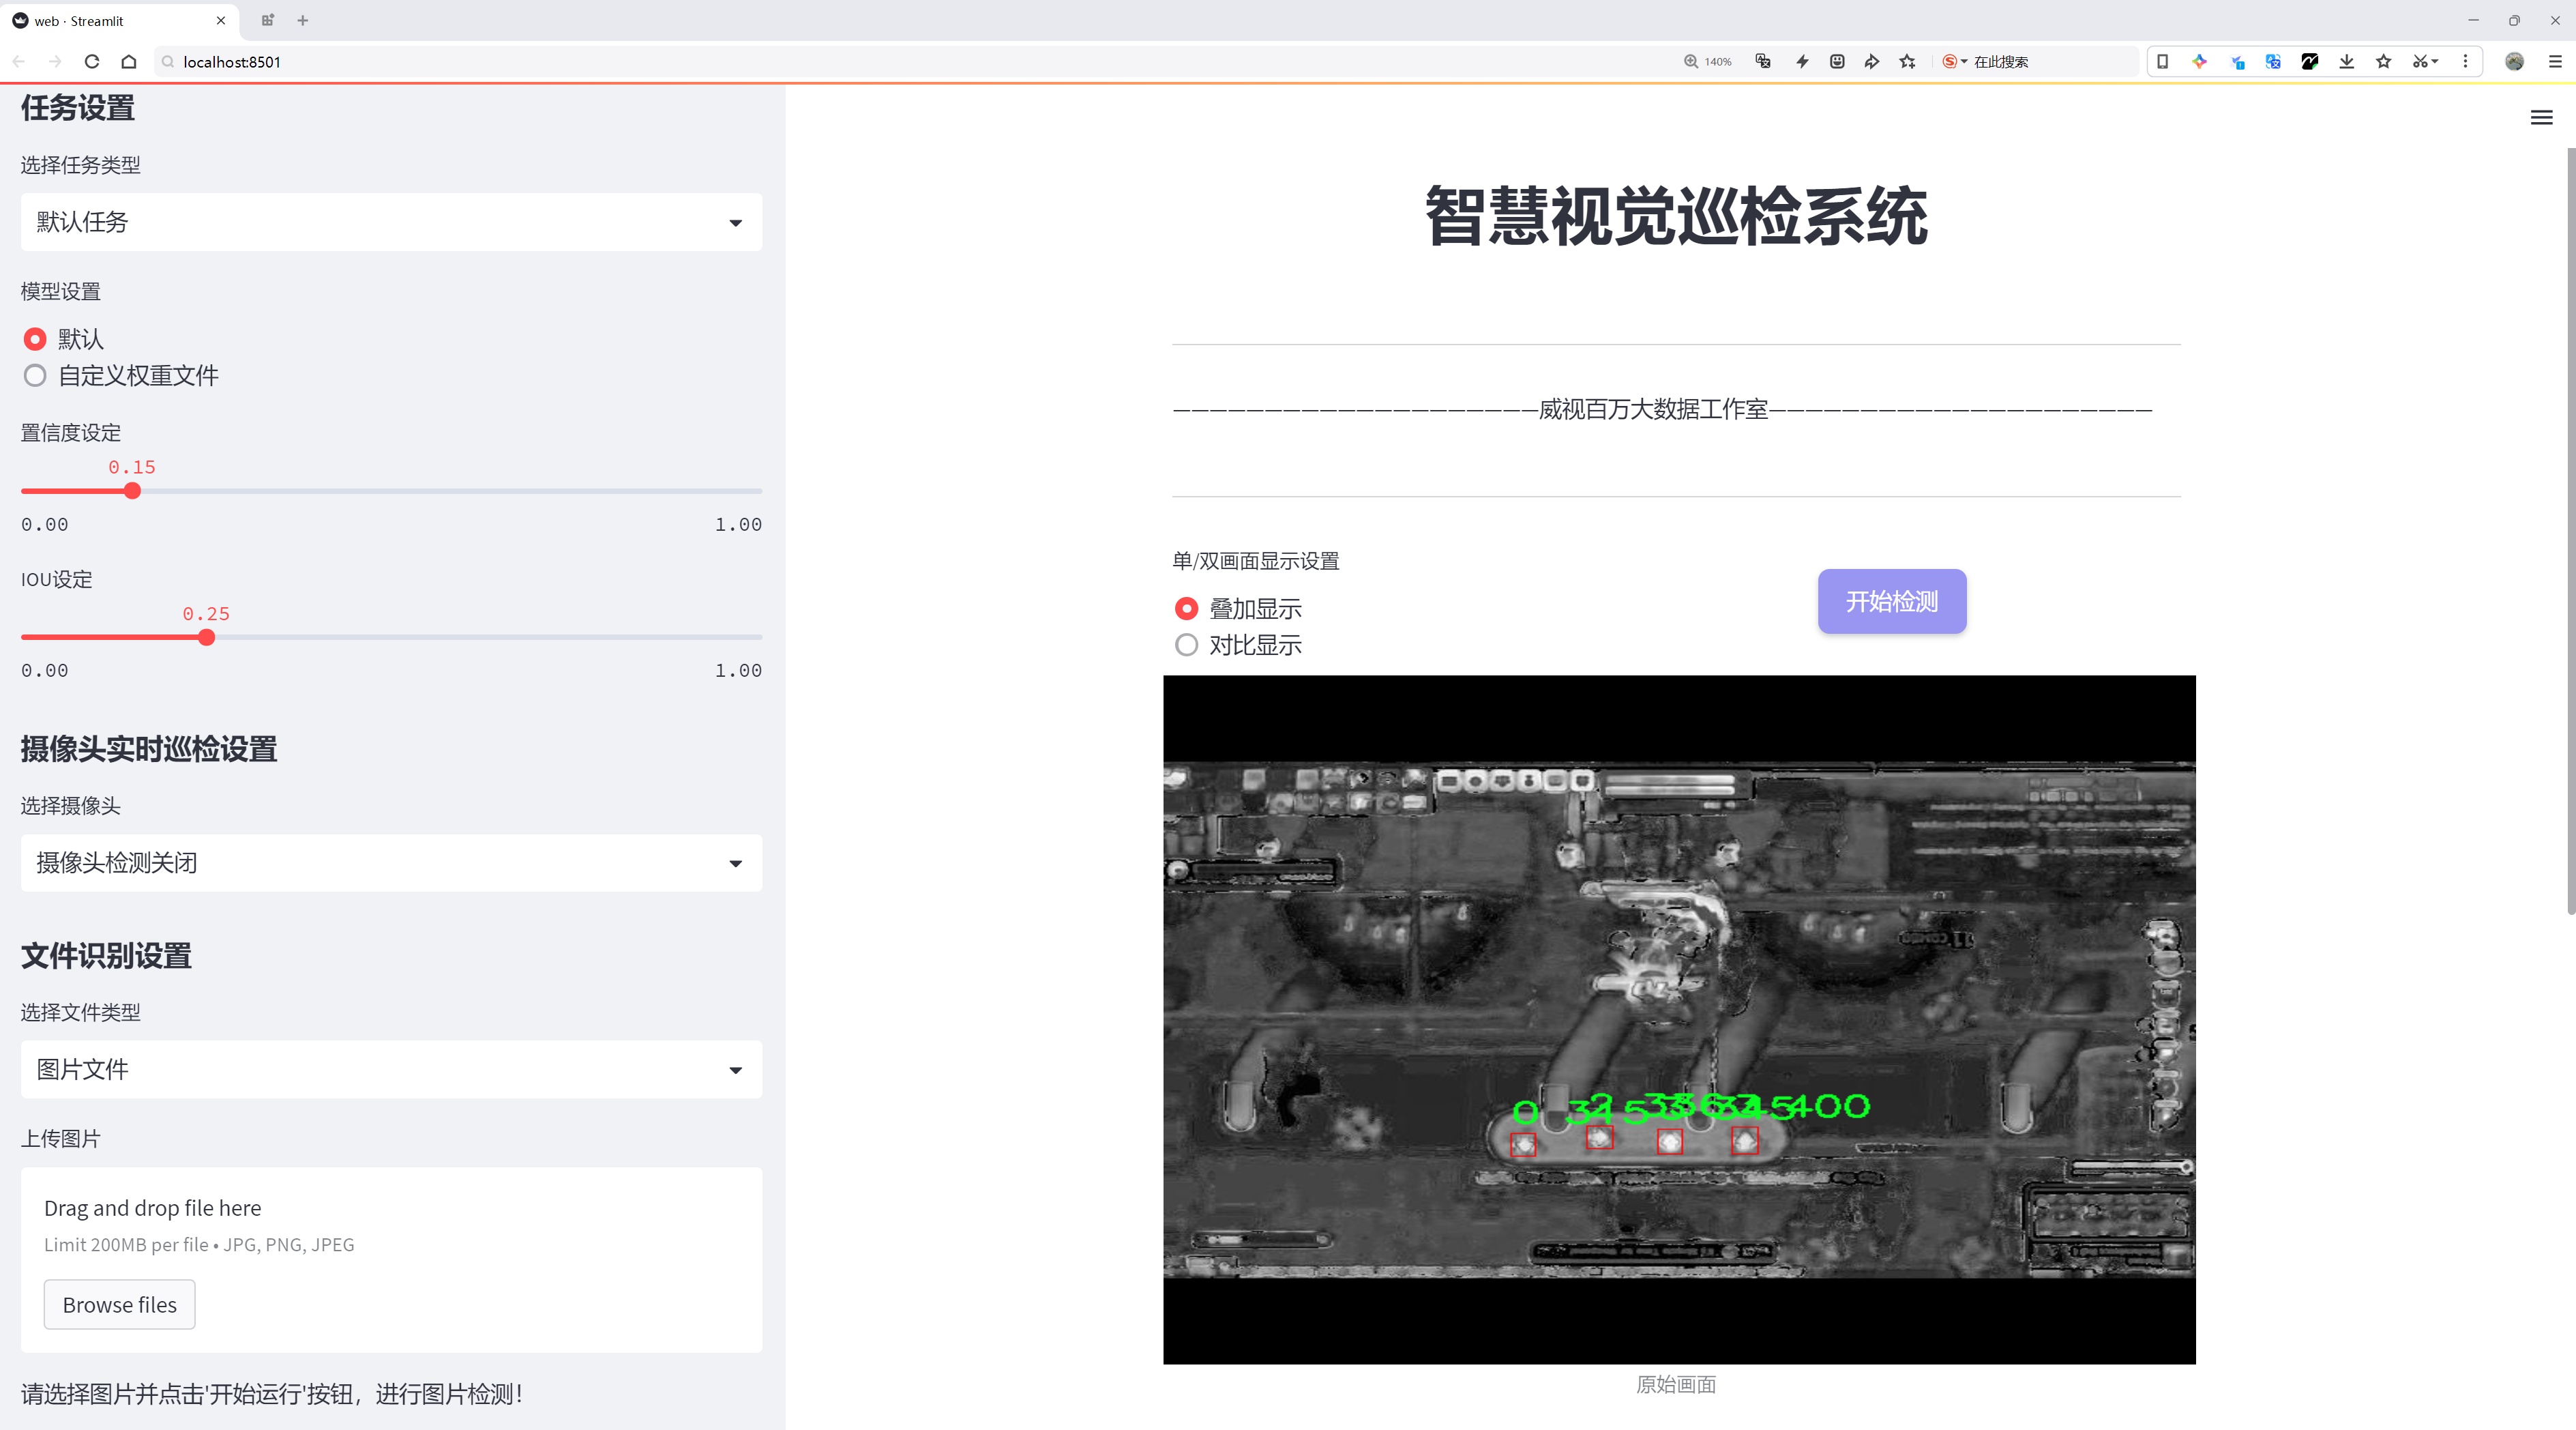 web · Streamlit
localhost:8501
140%
在此搜索
任务设置
选择任务类型
默认任务
模型设置
默认
自定义权重文件
置信度设定
0.15
0.00 1.00
IOU设定
0.25
0.00 1.00
摄像头实时巡检设置
选择摄像头
摄像头检测关闭
文件识别设置
选择文件类型
图片文件
上传图片
Drag and drop file here
Limit 200MB per file • JPG, PNG, JPEG
Browse files
请选择图片并点击'开始运行'按钮，进行图片检测！
智慧视觉巡检系统
————————————————————威视百万大数据工作室—————————————————————
单/双画面显示设置
叠加显示
对比显示
开始检测
0
原始画面